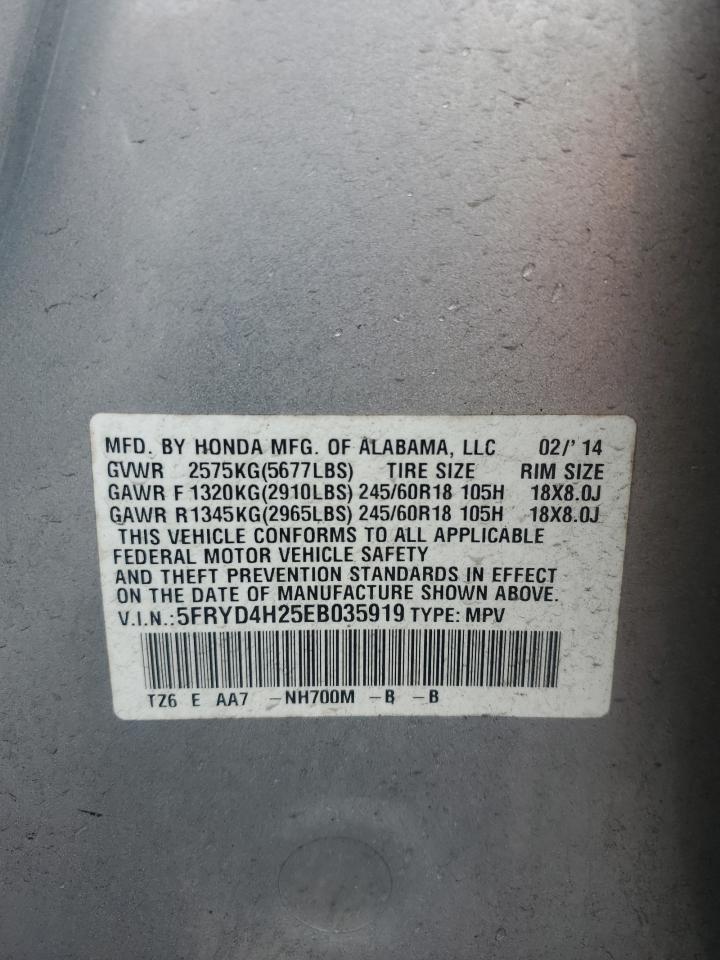 MFD. BY HONDA MFG. OF ALABAMA, LLC 02/' 14
GVWR 2575KG(5677LBS) TIRE SIZE RIM SIZE
GAWR F 1320KG(2910LBS) 245/60R18 105H 18X8.0J
GAWR R1345KG(2965LBS) 245/60R18 105H 18X8.0J
THIS VEHICLE CONFORMS TO ALL APPLICABLE
FEDERAL MOTOR VEHICLE SAFETY
AND THEFT PREVENTION STANDARDS IN EFFECT
ON THE DATE OF MANUFACTURE SHOWN ABOVE.
V.I.N.:5FRYD4H25EB035919 TYPE: MPV
TZ6 E AA7 -NH700M -B -B